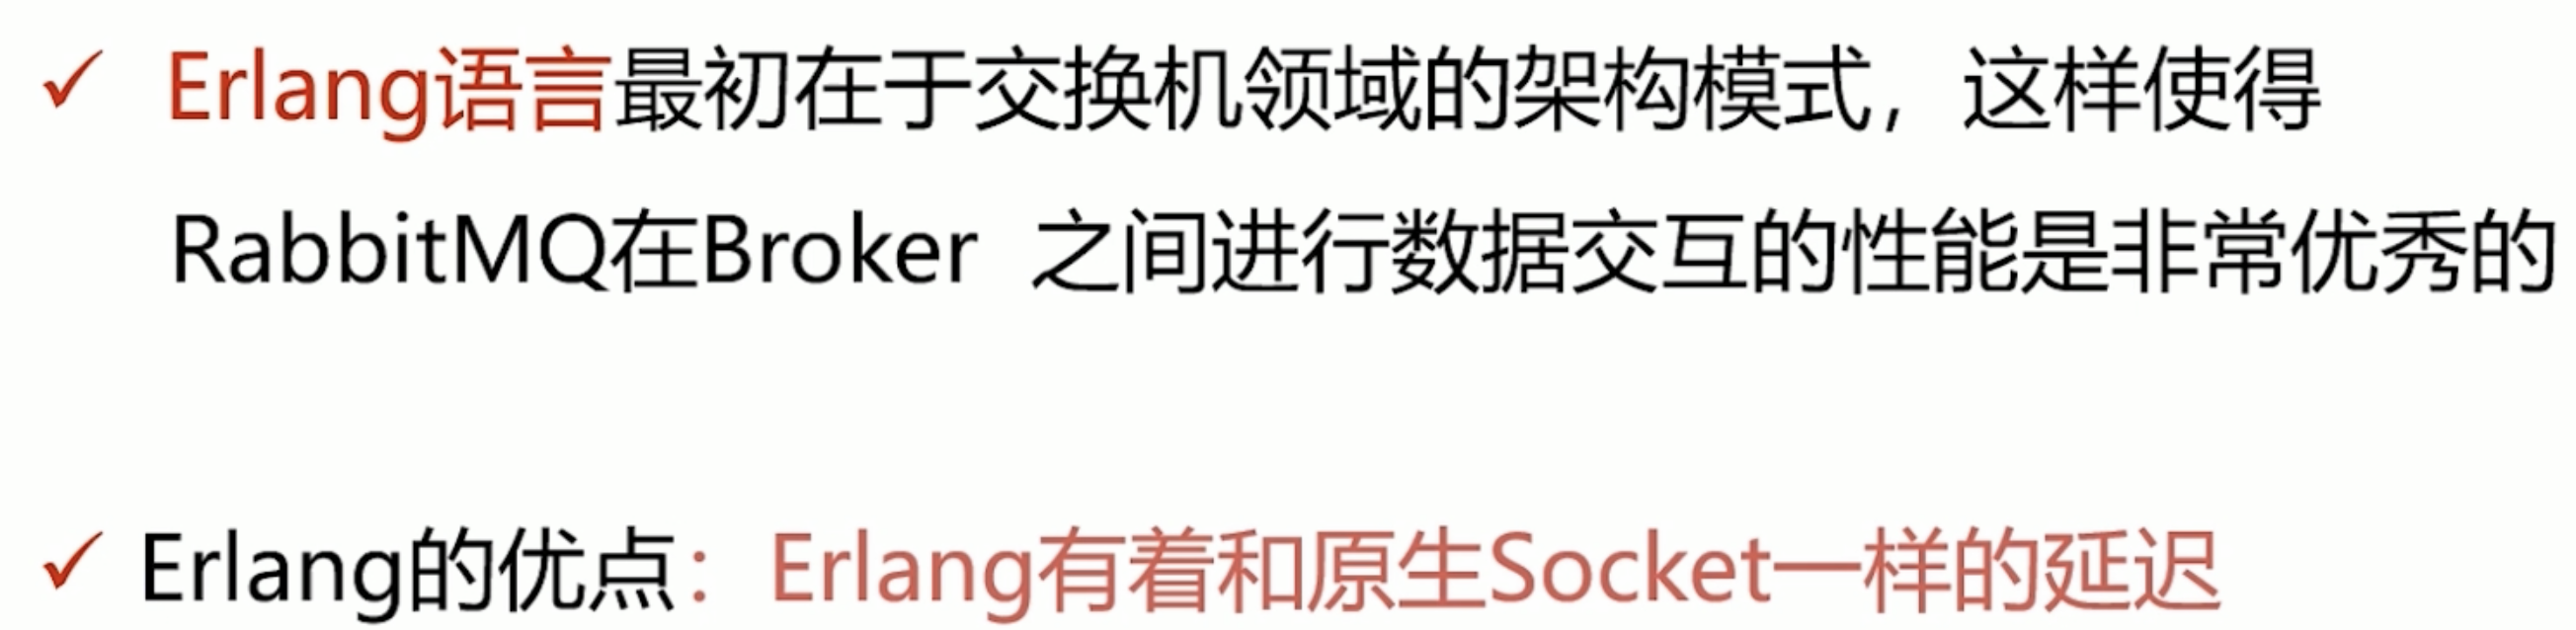 ✓ Erlang语言最初在于交换机领域的架构模式，这样使得
RabbitMQ在Broker 之间进行数据交互的性能是非常优秀的
✓ Erlang的优点：Erlang有着和原生Socket一样的延迟